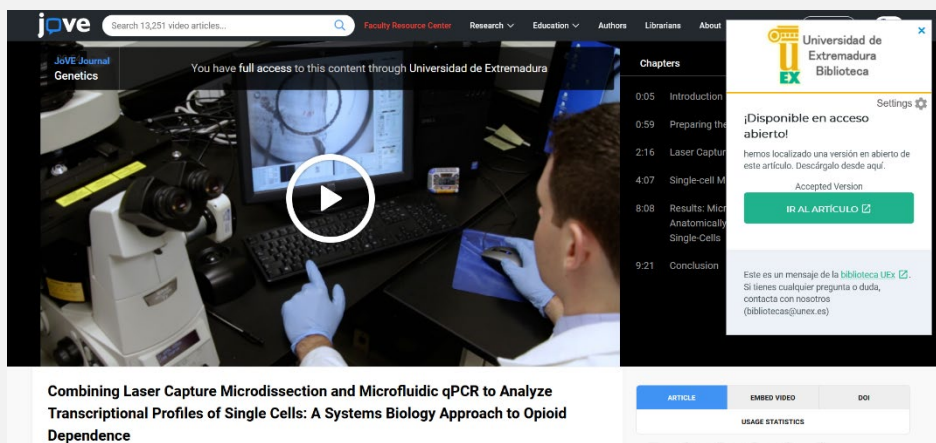 jove
Search 13,251 video articles...
Faculty Resource Center
Research
Education
Authors
Librarians
About
JoVE Journal
Genetics
You have full access to this content through Universidad de Extremadura
Chapters
0:05 Introduction
0:59 Preparing the
2:16 Laser Captur
4:07 Single-cell M
8:08 Results: Micr
Anatomically
Single-Cells
9:21 Conclusion
Universidad de
Extremadura
Biblioteca
UEX
Settings
¡Disponible en acceso
abierto!
hemos localizado una versión en abierto de
este artículo. Descárgalo desde aquí.
Accepted Version
IR AL ARTÍCULO
Este es un mensaje de la biblioteca UEx.
Si tienes cualquier pregunta o duda,
contacta con nosotros
(bibliotecas@unex.es)
Combining Laser Capture Microdissection and Microfluidic qPCR to Analyze
Transcriptional Profiles of Single Cells: A Systems Biology Approach to Opioid
Dependence
ARTICLE
EMBED VIDEO
DOI
USAGE STATISTICS